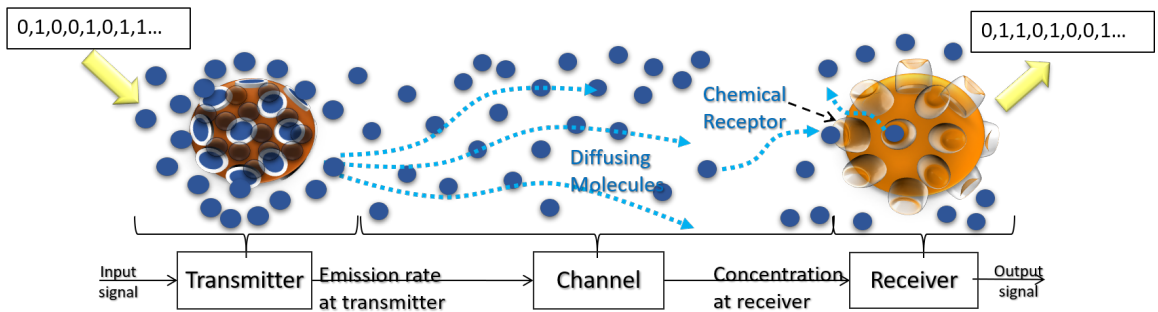 0,1,0,0,1,0,1,1...
0,1,1,0,1,0,0,1...
Chemical
Receptor
Diffusing
Molecules
Input
signal
Transmitter
Emission rate
at transmitter
Channel
Concentration
at receiver
Receiver
Output
signal